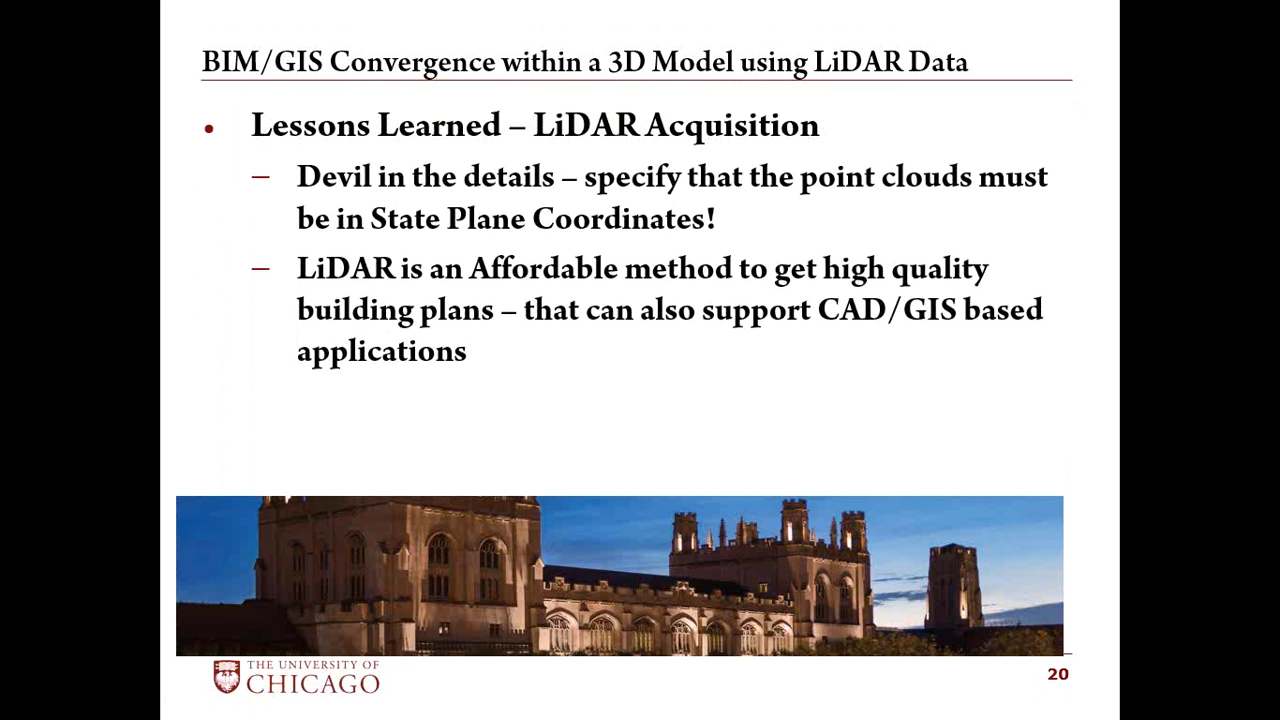 BIM/GIS Convergence within a 3D Model using LiDAR Data
• Lessons Learned – LiDAR Acquisition
– Devil in the details – specify that the point clouds must
be in State Plane Coordinates!
– LiDAR is an Affordable method to get high quality
building plans – that can also support CAD/GIS based
applications
THE UNIVERSITY OF
CHICAGO
20